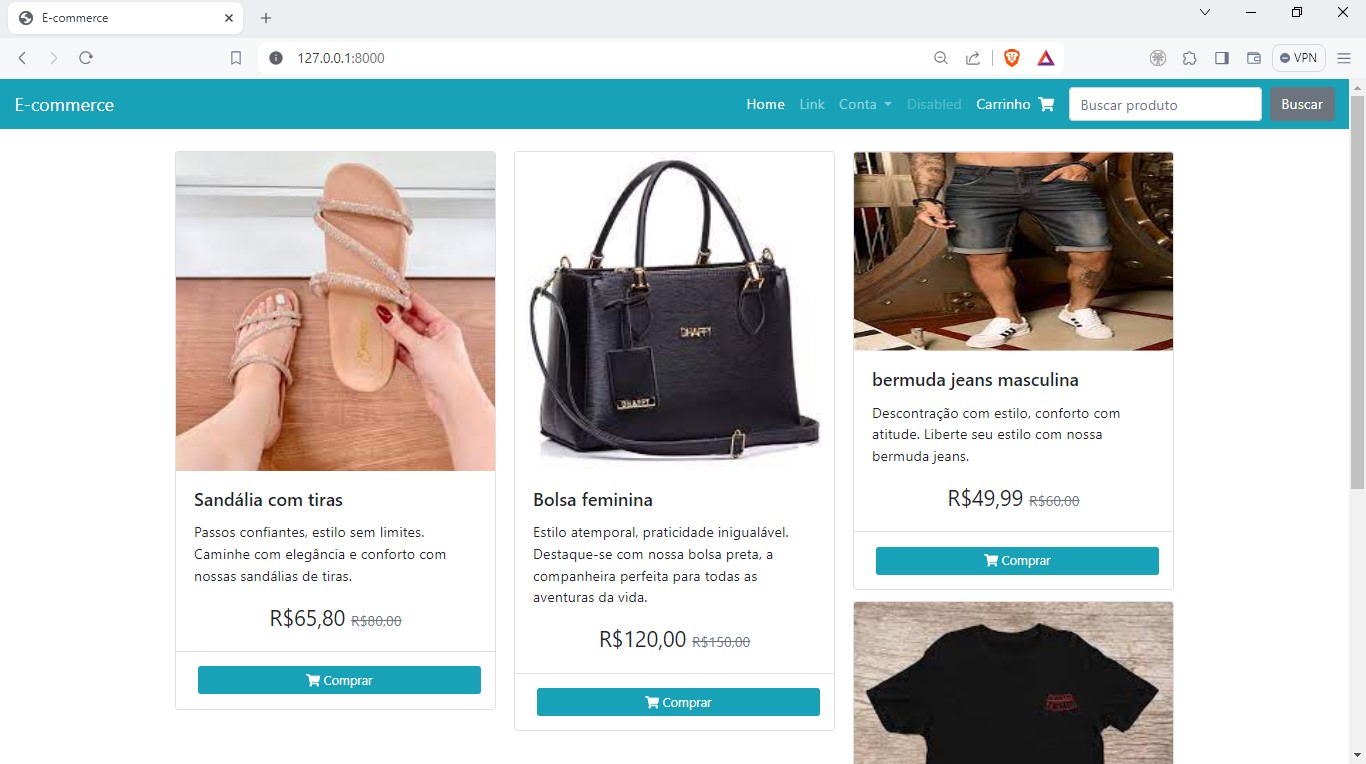 E-commerce
127.0.0.1:8000
VPN
E-commerce
Home Link Conta Disabled Carrinho Buscar produto Buscar
Sandália com tiras
Passos confiantes, estilo sem limites.
Caminhe com elegância e conforto com
nossas sandálias de tiras.
R$65,80 R$80,00
Comprar
DHAPPY
DHAPPY
Bolsa feminina
Estilo atemporal, praticidade inigualável.
Destaque-se com nossa bolsa preta, a
companheira perfeita para todas as
aventuras da vida.
R$120,00 R$150,00
Comprar
bermuda jeans masculina
Descontração com estilo, conforto com
atitude. Liberte seu estilo com nossa
bermuda jeans.
R$49,99 R$60,00
Comprar